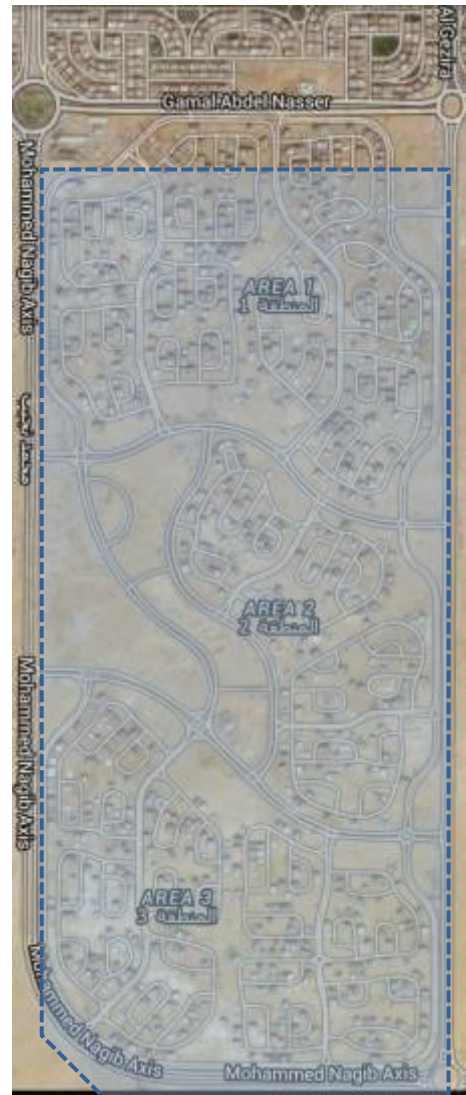 Al Gezira
Gamal Abdel Nasser
Mohammed Nagib Axis
AREA 1
المنطقة 1
AREA 2
المنطقة 2
Mohammed Nagib Axis
AREA 3
المنطقة 3
Mohammed Nagib Axis
Mohammed Nagib Axis